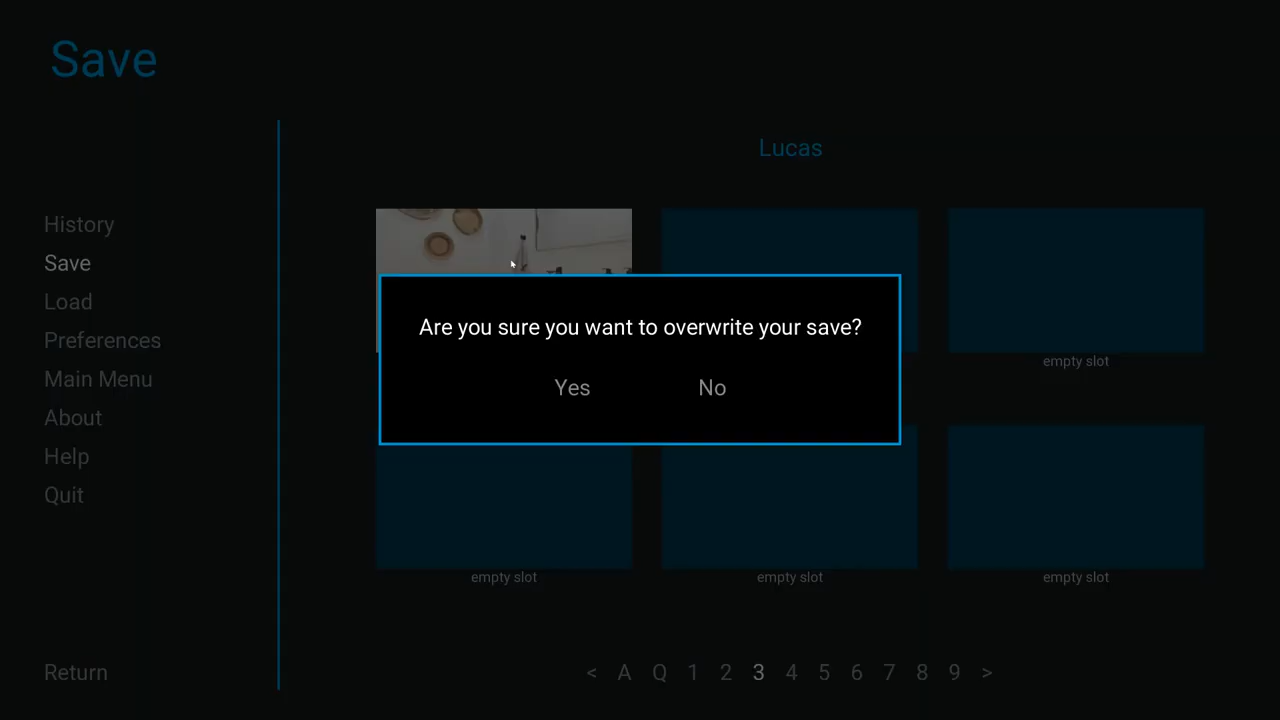 Save
Lucas
History
Save
Load
Preferences
Main Menu
About
Help
Quit
Return
Are you sure you want to overwrite your save?
Yes No
empty slot
empty slot empty slot empty slot
< A Q 1 2 3 4 5 6 7 8 9 >